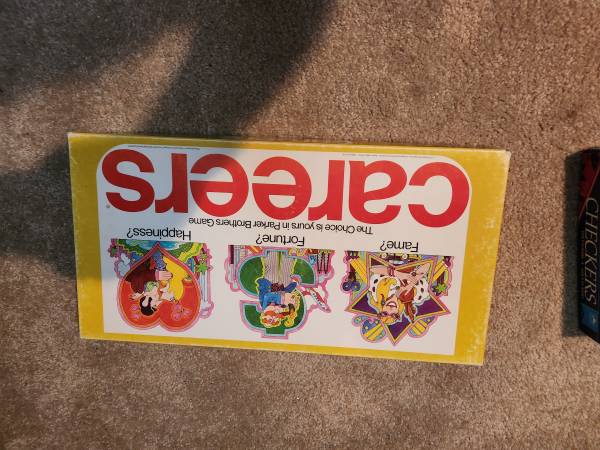 careers
®
The Choice is yours in Parker Brothers Game
Fame?
Fortune?
Happiness?
CHECKERS